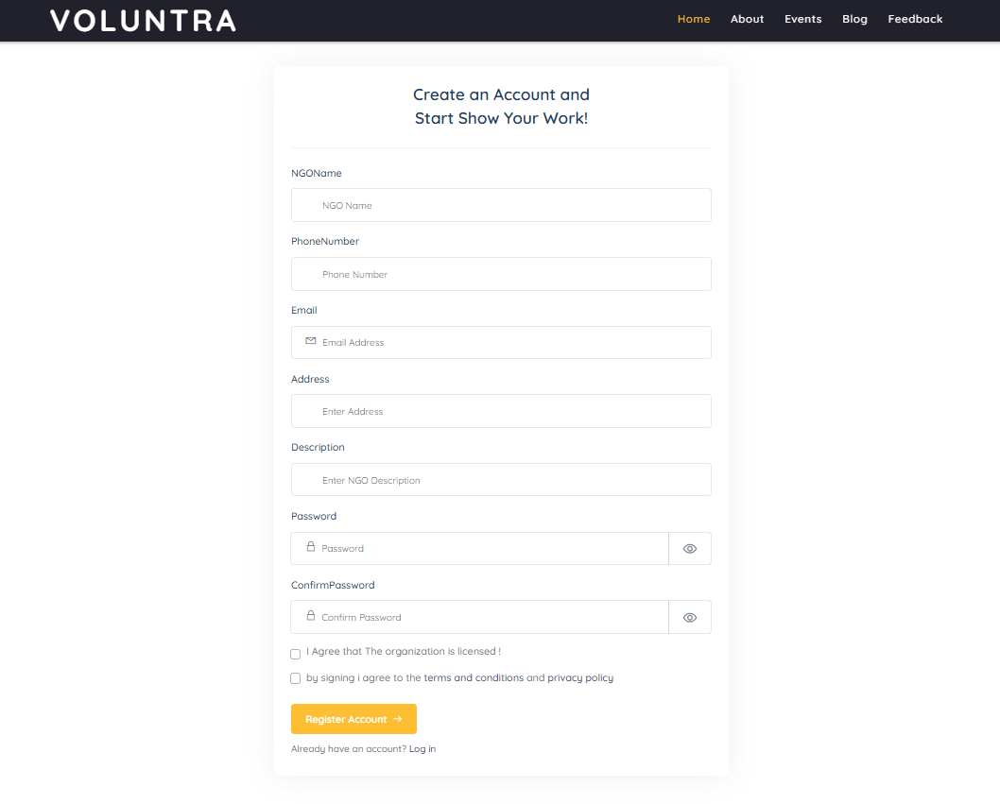 VOLUNTRA
Home About Events Blog Feedback
Create an Account and
Start Show Your Work!
NGOName
NGO Name
PhoneNumber
Phone Number
Email
Email Address
Address
Enter Address
Description
Enter NGO Description
Password
Password
ConfirmPassword
Confirm Password
I Agree that The organization is licensed !
by signing i agree to the terms and conditions and privacy policy
Register Account →
Already have an account? Log in